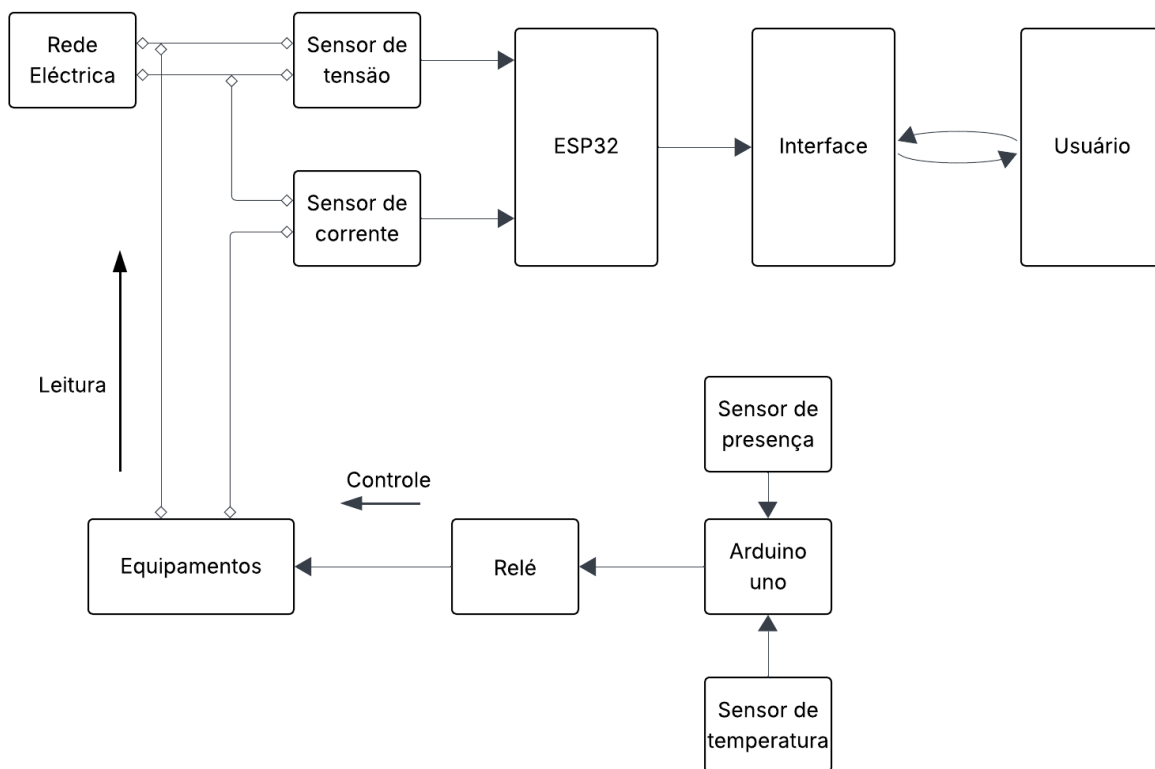 Rede
Eléctrica
Sensor de
tensäo
ESP32
Interface
Usuário
Sensor de
corrente
Leitura
Sensor de
presença
Controle
Equipamentos
Relé
Arduino
uno
Sensor de
temperatura